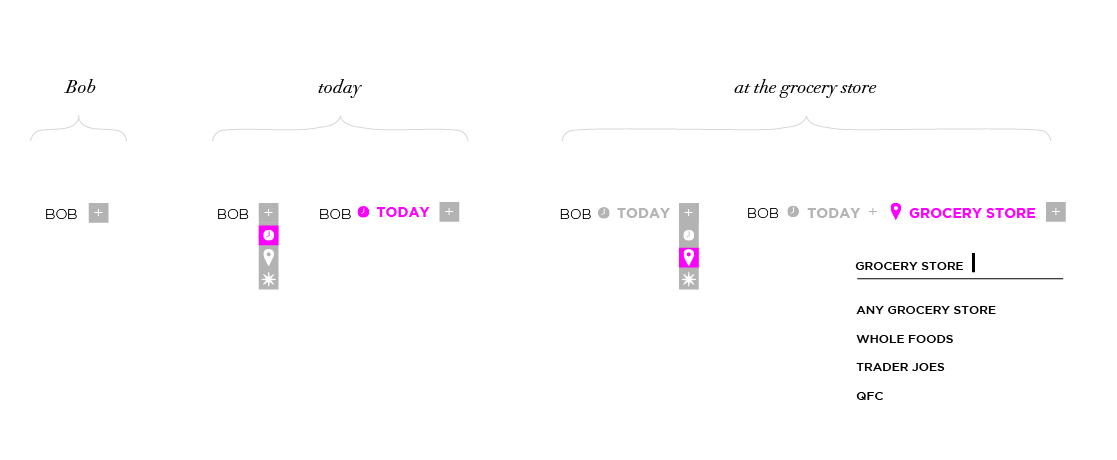 Bob today at the grocery store
BOB + BOB + BOB TODAY + BOB TODAY + BOB TODAY + GROCERY STORE +
GROCERY STORE
ANY GROCERY STORE
WHOLE FOODS
TRADER JOES
QFC